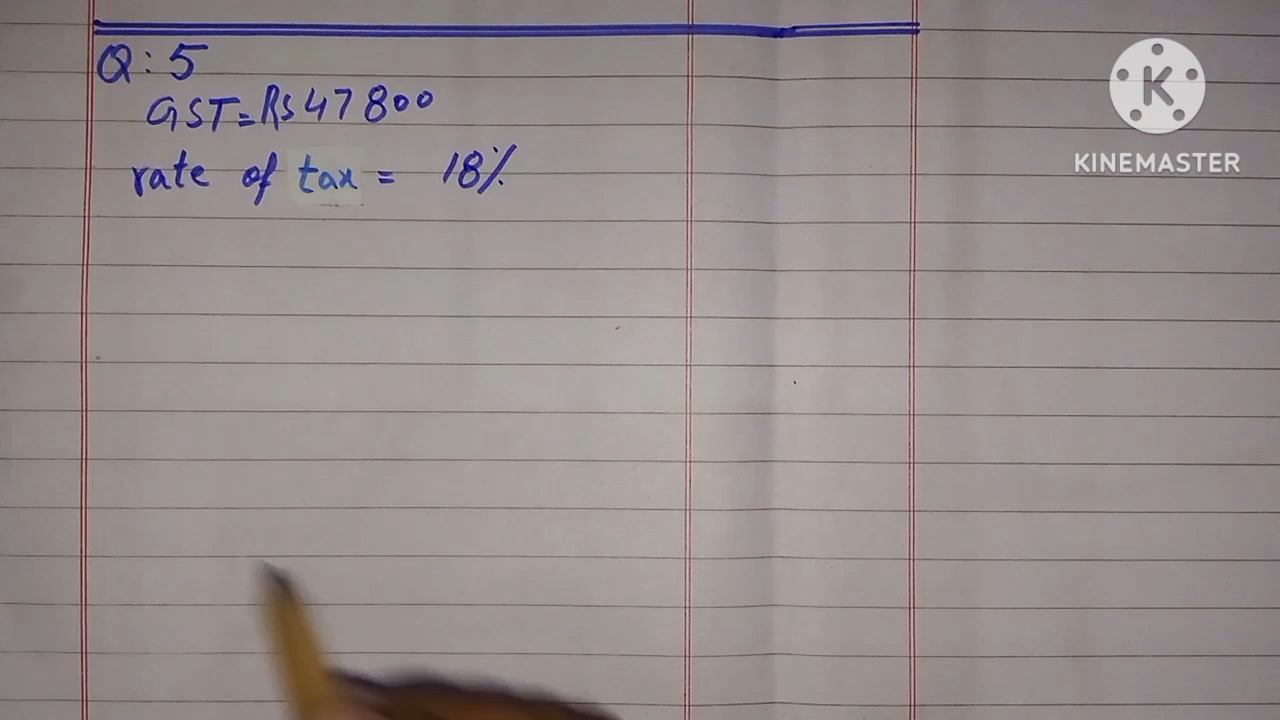 Q: 5
GST = Rs 47800
rate of tax = 18%
K
KINEMASTER